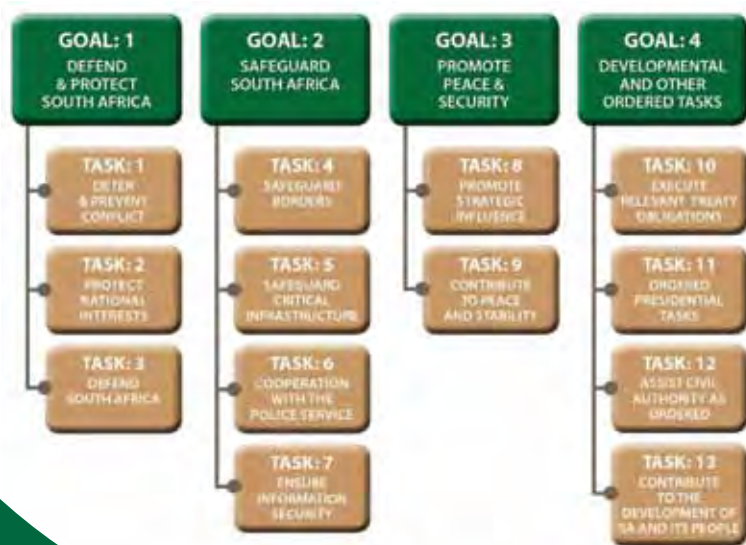 GOAL: 1
DEFEND
& PROTECT
SOUTH AFRICA
TASK: 1
DETER
& PREVENT
CONFLICT
TASK: 2
PROTECT
NATIONAL
INTERESTS
TASK: 3
DEFEND
SOUTH AFRICA
GOAL: 2
SAFEGUARD
SOUTH AFRICA
TASK: 4
SAFEGUARD
BORDERS
TASK: 5
SAFEGUARD
CRITICAL
INFRASTRUCTURE
TASK: 6
COOPERATION
WITH THE
POLICE SERVICE
TASK: 7
ENSURE
INFORMATION
SECURITY
GOAL: 3
PROMOTE
PEACE &
SECURITY
TASK: 8
PROMOTE
STRATEGIC
INFLUENCE
TASK: 9
CONTRIBUTE
TO PEACE
AND STABILITY
GOAL: 4
DEVELOPMENTAL
AND OTHER
ORDERED TASKS
TASK: 10
EXECUTE
RELEVANT TREATY
OBLIGATIONS
TASK: 11
ORDERED
PRESIDENTIAL
TASKS
TASK: 12
ASSIST CIVIL
AUTHORITY AS
ORDERED
TASK: 13
CONTRIBUTE
TO THE
DEVELOPMENT OF
SA AND ITS PEOPLE